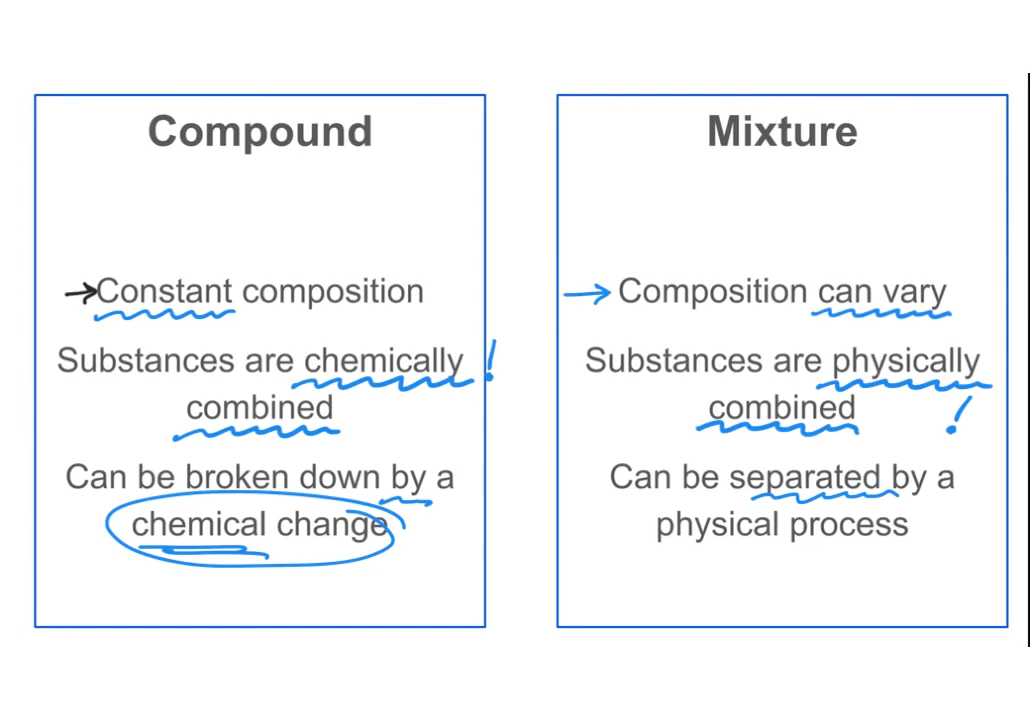 Compound
→Constant composition
Substances are chemically !
combined
Can be broken down by a
chemical change
Mixture
→ Composition can vary
Substances are physically
combined !
Can be separated by a
physical process